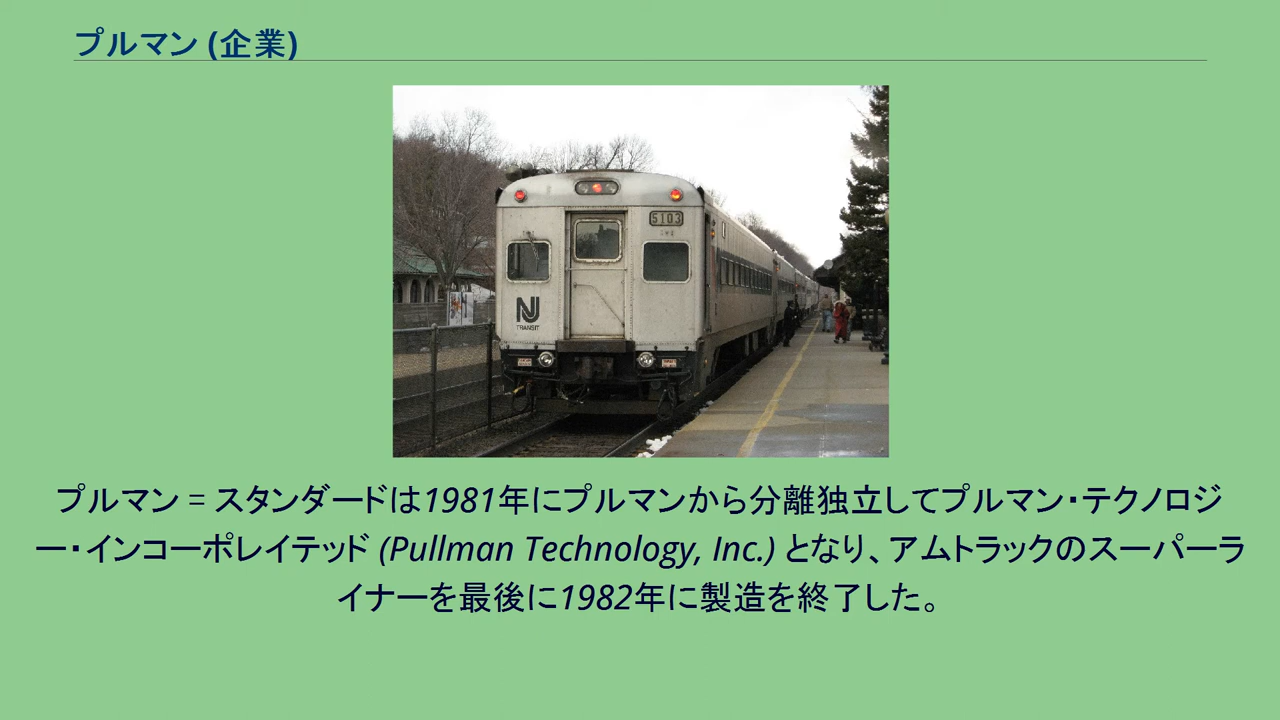 プルマン (企業)
5103
NJ
TRANSIT
プルマン = スタンダードは1981年にプルマンから分離独立してプルマン・テクノロジ
ー・インコーポレイテッド (Pullman Technology, Inc.) となり、アムトラックのスーパーラ
イナーを最後に1982年に製造を終了した。